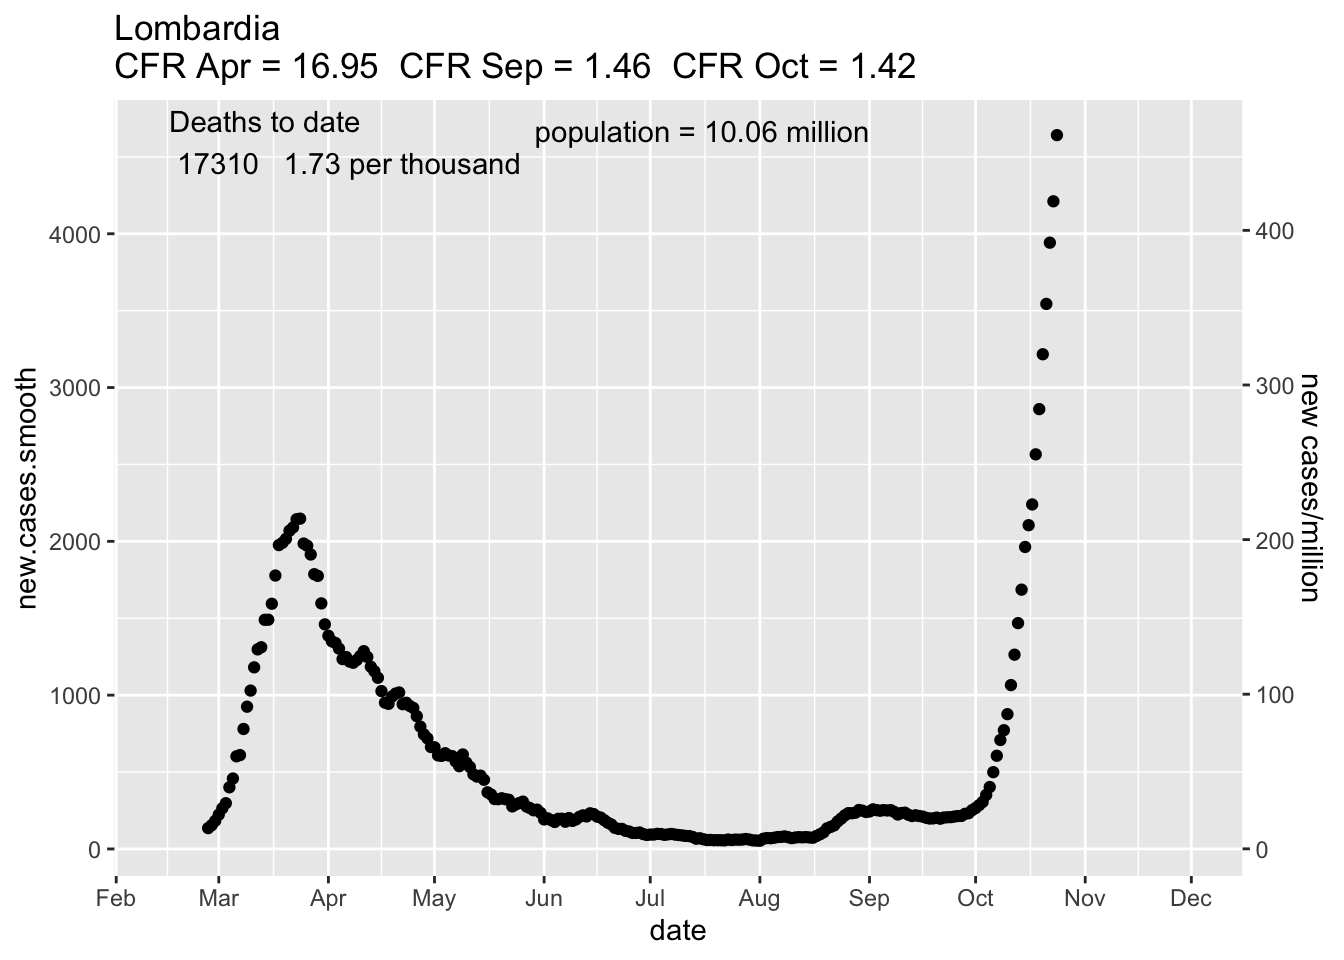 Lombardia
CFR Apr = 16.95  CFR Sep = 1.46  CFR Oct = 1.42
Deaths to date
17310   1.73 per thousand
population = 10.06 million
new.cases.smooth
4000
3000
2000
1000
0
400
300
200
100
0
new cases/million
Feb Mar Apr May Jun Jul Aug Sep Oct Nov Dec
date